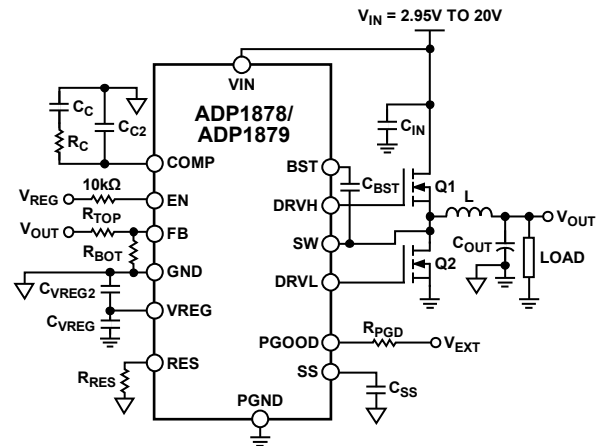 V_IN = 2.95V TO 20V
VIN
ADP1878/
ADP1879
C_C
C_C2
R_C
C_IN
COMP
BST
C_BST
Q1
V_REG
10kΩ
EN
DRVH
L
V_OUT
R_TOP
FB
SW
V_OUT
R_BOT
C_OUT
LOAD
GND
Q2
C_VREG2
DRVL
VREG
C_VREG
PGOOD
R_PGD
V_EXT
RES
SS
R_RES
C_SS
PGND